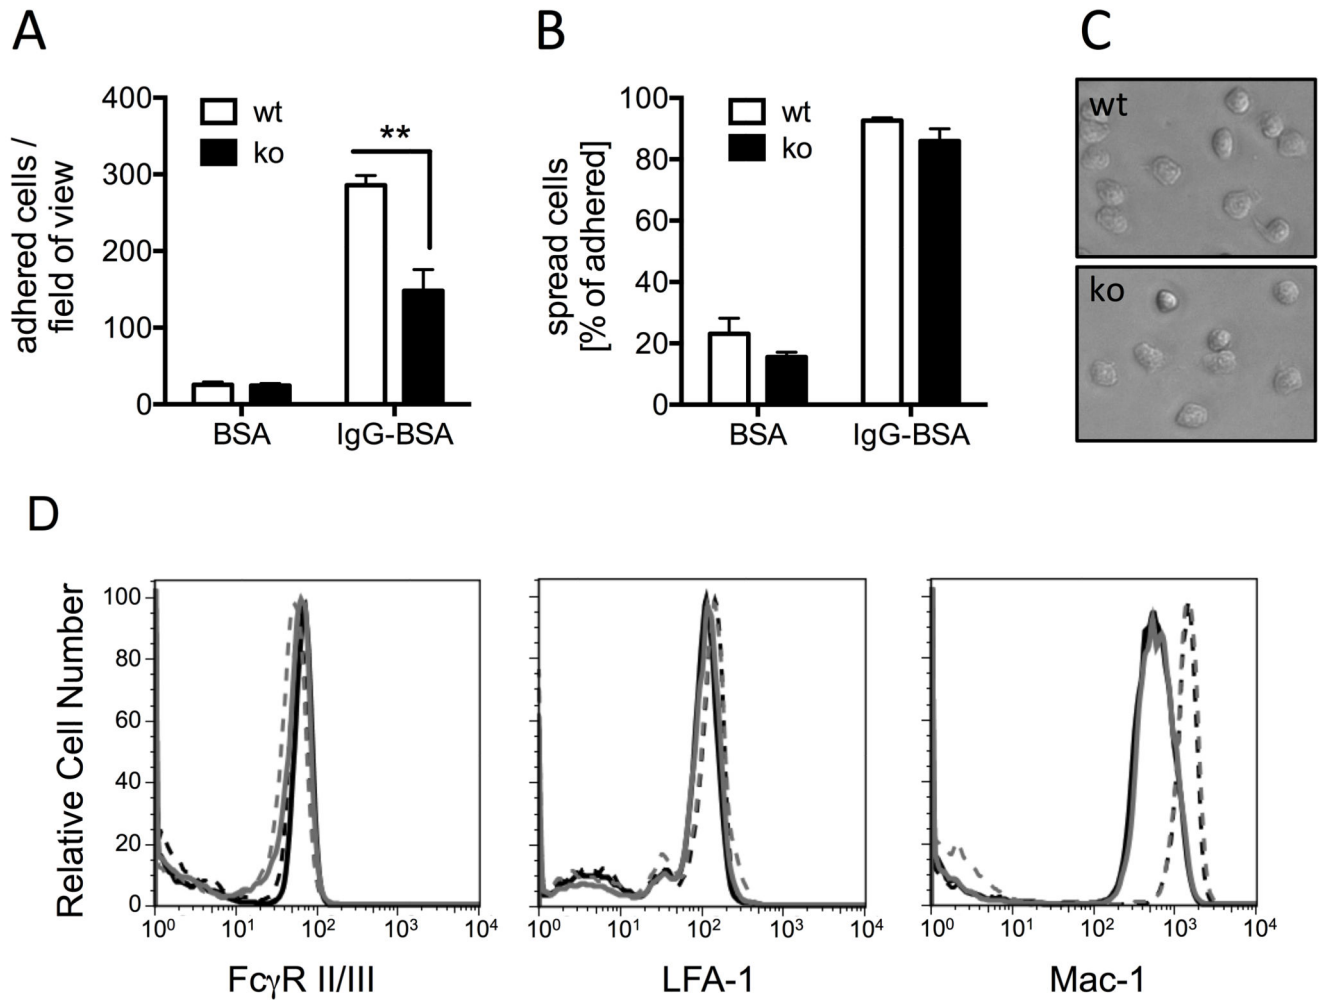 A
adhered cells /
field of view
400
300
200
100
0
wt
ko
**
BSA
IgG-BSA
B
spread cells
[% of adhered]
100
80
60
40
20
0
wt
ko
BSA
IgG-BSA
C
wt
ko
D
Relative Cell Number
100
80
60
40
20
0
10⁰ 10¹ 10² 10³ 10⁴
FcγR II/III
10⁰ 10¹ 10² 10³ 10⁴
LFA-1
10⁰ 10¹ 10² 10³ 10⁴
Mac-1